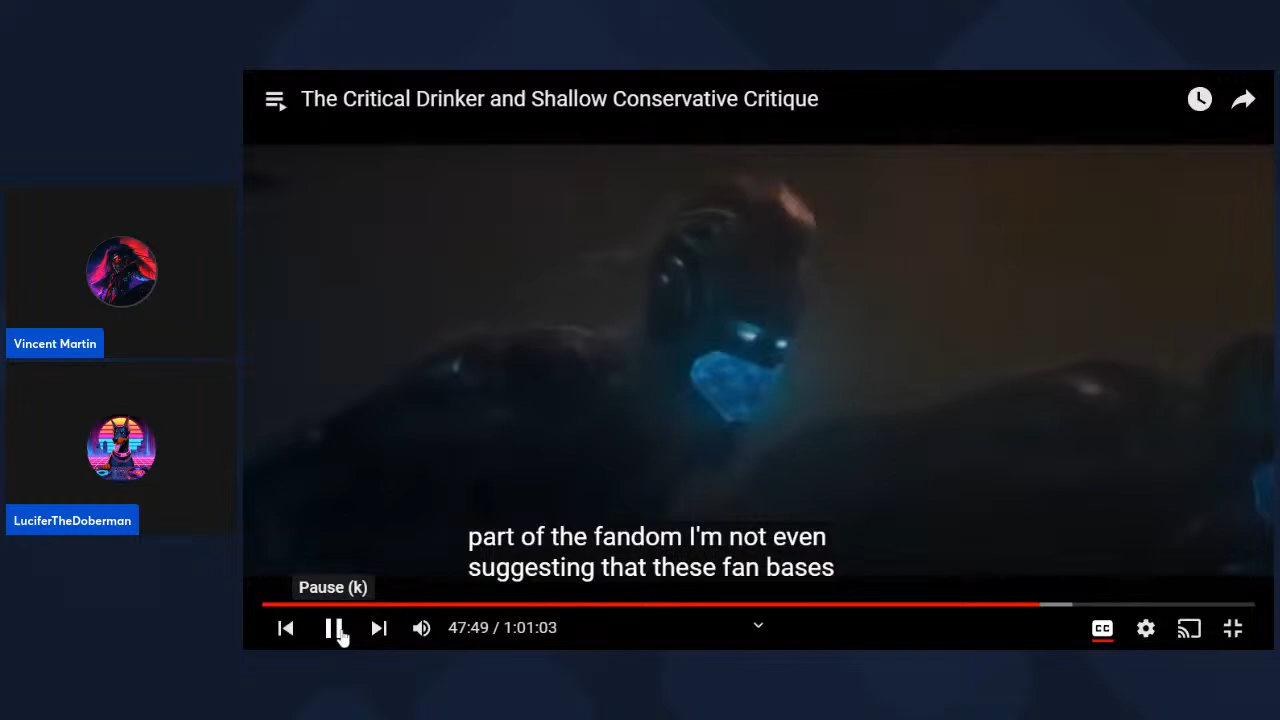 The Critical Drinker and Shallow Conservative Critique
Vincent Martin
LuciferTheDoberman
part of the fandom I'm not even
suggesting that these fan bases
Pause (k)
47:49 / 1:01:03
CC